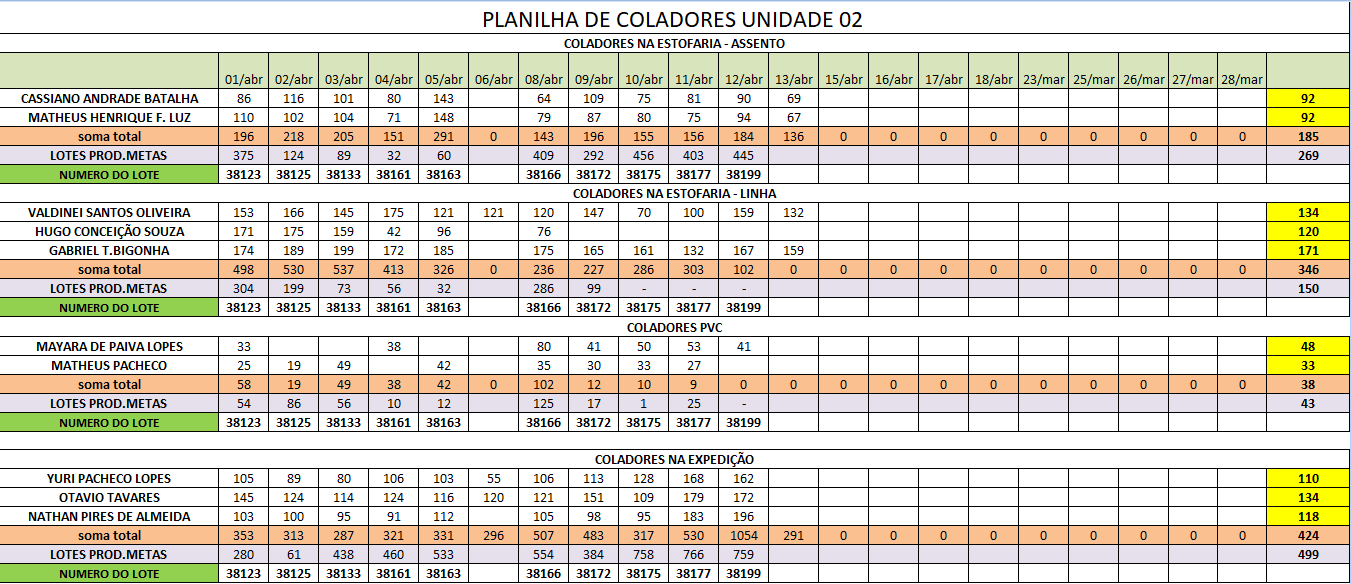 PLANILHA DE COLADORES UNIDADE 02
COLADORES NA ESTOFARIA - ASSENTO
01/abr 02/abr 03/abr 04/abr 05/abr 06/abr 08/abr 09/abr 10/abr 11/abr 12/abr 13/abr 15/abr 16/abr 17/abr 18/abr 23/mar 25/mar 26/mar 27/mar 28/mar
CASSIANO ANDRADE BATALHA 86 116 101 80 143 64 109 75 81 90 69 92
MATHEUS HENRIQUE F. LUZ 110 102 104 71 148 79 87 80 75 94 67 92
soma total 196 218 205 151 291 0 143 196 155 156 184 136 0 0 0 0 0 0 0 0 0 185
LOTES PROD.METAS 375 124 89 32 60 409 292 456 403 445 269
NUMERO DO LOTE 38123 38125 38133 38161 38163 38166 38172 38175 38177 38199
COLADORES NA ESTOFARIA - LINHA
VALDINEI SANTOS OLIVEIRA 153 166 145 175 121 121 120 147 70 100 159 132 134
HUGO CONCEIÇÃO SOUZA 171 175 159 42 96 76 120
GABRIEL T.BIGONHA 174 189 199 172 185 175 165 161 132 167 159 171
soma total 498 530 537 413 326 0 236 227 286 303 102 0 0 0 0 0 0 0 0 0 0 346
LOTES PROD.METAS 304 199 73 56 32 286 99 - - - 150
NUMERO DO LOTE 38123 38125 38133 38161 38163 38166 38172 38175 38177 38199
COLADORES PVC
MAYARA DE PAIVA LOPES 33 38 80 41 50 53 41 48
MATHEUS PACHECO 25 19 49 42 35 30 33 27 33
soma total 58 19 49 38 42 0 102 12 10 9 0 0 0 0 0 0 0 0 0 0 0 38
LOTES PROD.METAS 54 86 56 10 12 125 17 1 25 - 43
NUMERO DO LOTE 38123 38125 38133 38161 38163 38166 38172 38175 38177 38199
COLADORES NA EXPEDIÇÃO
YURI PACHECO LOPES 105 89 80 106 103 55 106 113 128 168 162 110
OTAVIO TAVARES 145 124 114 124 116 120 121 151 109 179 172 134
NATHAN PIRES DE ALMEIDA 103 100 95 91 112 105 98 95 183 196 118
soma total 353 313 287 321 331 296 507 483 317 530 1054 291 0 0 0 0 0 0 0 0 0 424
LOTES PROD.METAS 280 61 438 460 533 554 384 758 766 759 499
NUMERO DO LOTE 38123 38125 38133 38161 38163 38166 38172 38175 38177 38199